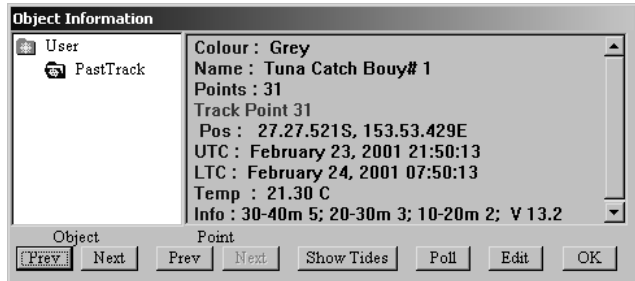 Object Information
User
PastTrack
Colour : Grey
Name : Tuna Catch Bouy# 1
Points : 31
Track Point 31
Pos : 27.27.521S, 153.53.429E
UTC : February 23, 2001 21:50:13
LTC : February 24, 2001 07:50:13
Temp : 21.30 C
Info : 30-40m 5; 20-30m 3; 10-20m 2; V 13.2
Object Point
Prev Next Prev Next Show Tides Poll Edit OK